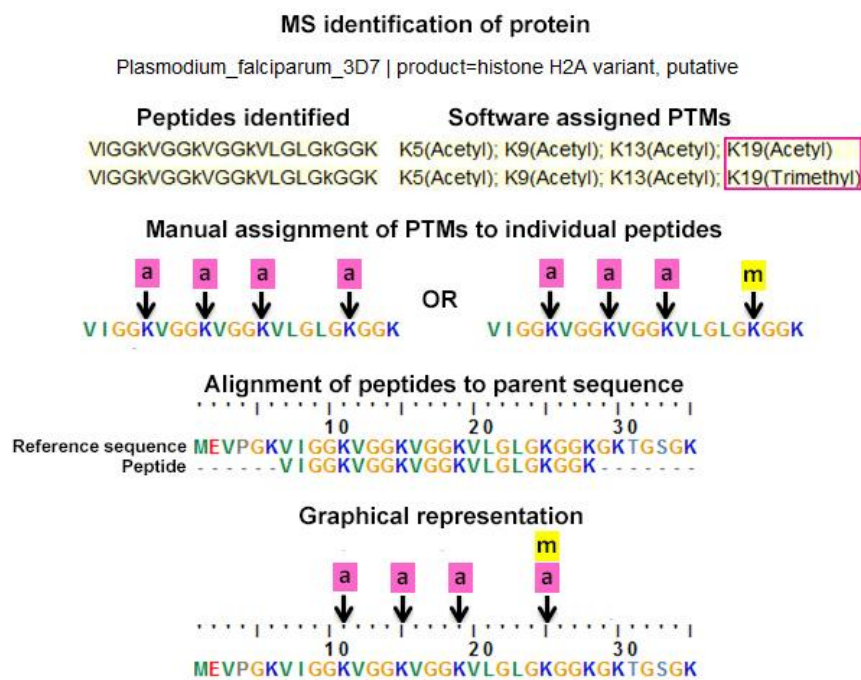 MS identification of protein
Plasmodium_falciparum_3D7 | product=histone H2A variant, putative
Peptides identified Software assigned PTMs
VIGGkVGGkVGGkVLGLGkGGK K5(Acetyl); K9(Acetyl); K13(Acetyl); K19(Acetyl)
VIGGkVGGkVGGkVLGLGkGGK K5(Acetyl); K9(Acetyl); K13(Acetyl); K19(Trimethyl)
Manual assignment of PTMs to individual peptides
a a a a OR a a a m
VIGGKVGGKVGGKVLGLGKGGK VIGGKVGGKVGGKVLGLGKGGK
Alignment of peptides to parent sequence
10 20 30
Reference sequence MEVPGKVIGGKVGGKVGGKVLGLGKGGKGKTGSGK
Peptide ------VIGGKVGGKVGGKVLGLGKGGK-------
Graphical representation
m
a a a a
10 20 30
MEVPGKVIGGKVGGKVGGKVLGLGKGGKGKTGSGK